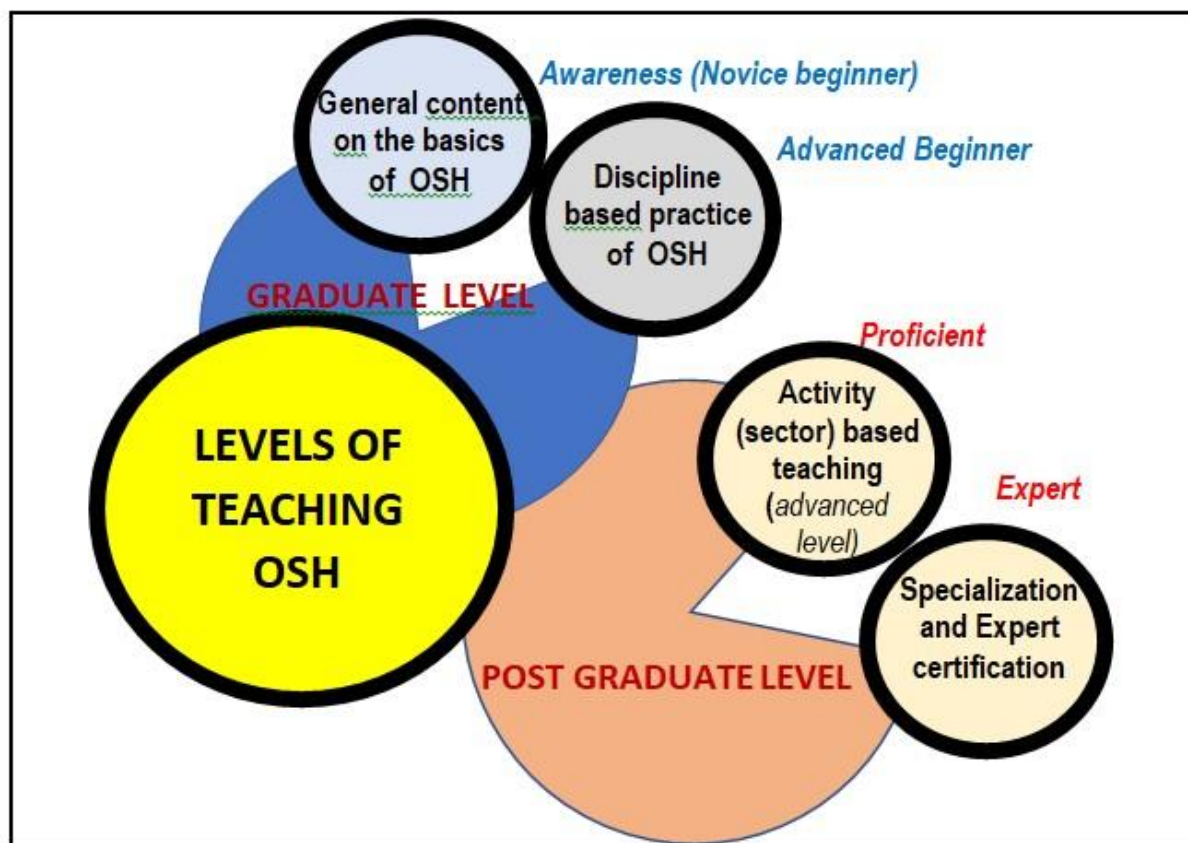 Awareness (Novice beginner)
General content
on the basics
of OSH
Advanced Beginner
Discipline
based practice
of OSH
GRADUATE LEVEL
LEVELS OF
TEACHING
OSH
Proficient
Activity
(sector) based
teaching
(advanced
level)
Expert
Specialization
and Expert
certification
POST GRADUATE LEVEL